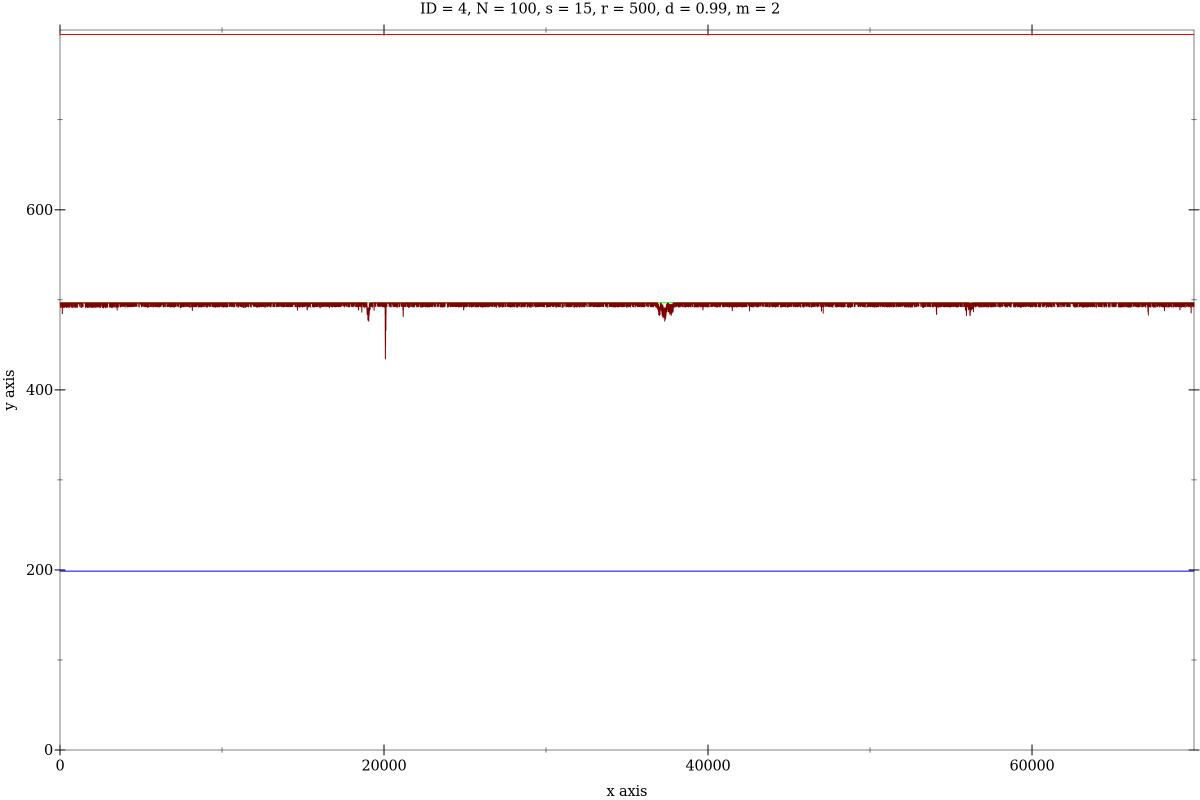 ID = 4, N = 100, s = 15, r = 500, d = 0.99, m = 2
600
400
y axis
200
0
0 20000 40000 60000
x axis